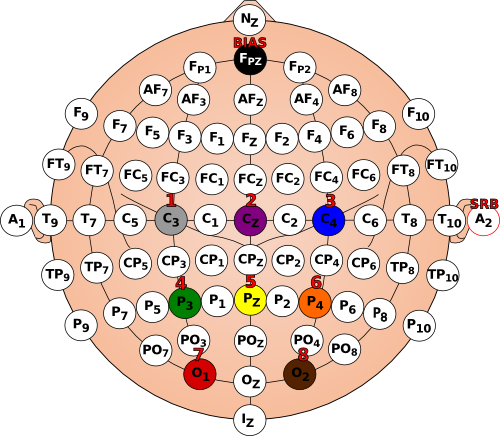 NZ
BIAS
FP1 FPZ FP2
AF7 AF3 AFZ AF4 AF8
F9 F7 F5 F3 F1 FZ F2 F4 F6 F8 F10
FT9 FT7 FC5 FC3 FC1 FCZ FC2 FC4 FC6 FT8 FT10
1 2 3 SRB
A1 T9 T7 C5 C3 C1 CZ C2 C4 C6 T8 T10 A2
TP9 TP7 CP5 CP3 CP1 CPZ CP2 CP4 CP6 TP8 TP10
4 5 6
P9 P7 P5 P3 P1 PZ P2 P4 P6 P8 P10
PO7 PO3 POZ PO4 PO8
7 8
O1 OZ O2
IZ